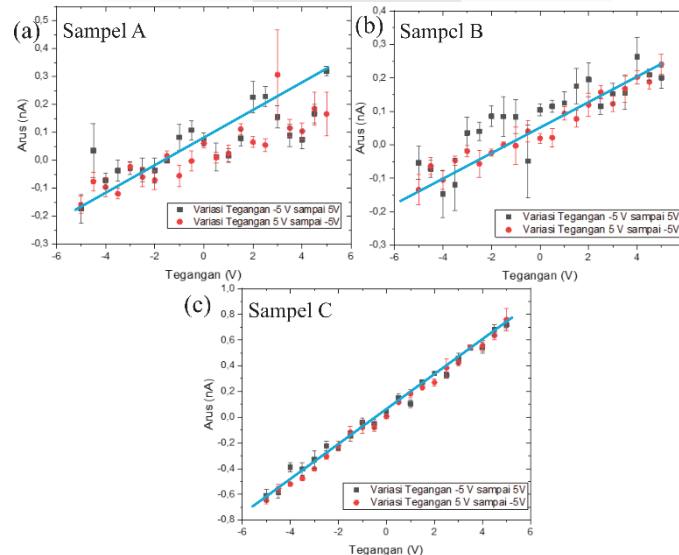 (a)
Sampel A
Arus (nA)
0,4
0,3
0,2
0,1
0,0
-0,1
-0,2
0,3
-6
-4
-2
0
2
4
6
Variasi Tegangan -5 V sampai 5V
Variasi Tegangan 5 V sampai -5V
Tegangan (V)
(b)
Sampel B
Arus (nA)
0,4
0,3
0,2
0,1
0,0
-0,1
-0,2
-0,3
-6
-4
-2
0
2
4
6
Variasi Tegangan -5 V sampai 5V
Variasi Tegangan 5 V sampai -5V
Tegangan (V)
(c)
Sampel C
Arus (nA)
1,0
0,8
0,6
0,4
0,2
0,0
-0,2
-0,4
-0,6
-0,8
-6
-4
-2
0
2
4
6
Variasi Tegangan -5 V sampai 5V
Variasi Tegangan 5 V sampai -5V
Tegangan (V)